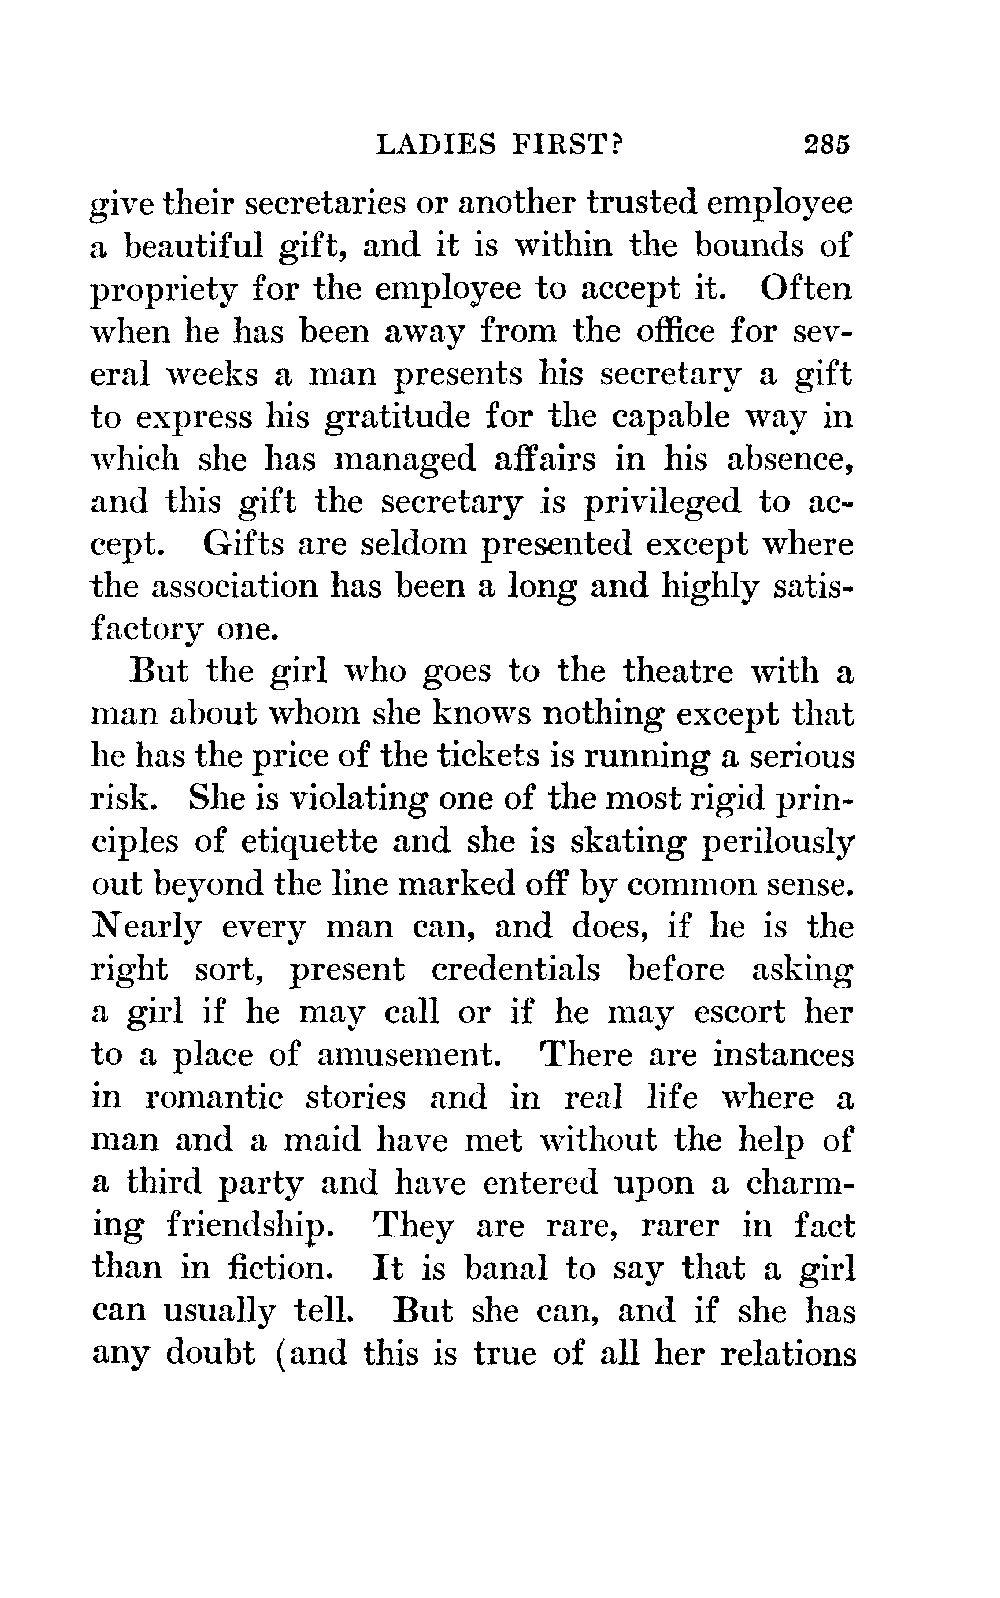 LADIES FIRST? 285
give their secretaries or another trusted employee
a beautiful gift, and it is within the bounds of
propriety for the employee to accept it. Often
when he has been away from the office for sev-
eral weeks a man presents his secretary a gift
to express his gratitude for the capable way in
which she has managed affairs in his absence,
and this gift the secretary is privileged to ac-
cept. Gifts are seldom presented except where
the association has been a long and highly satis-
factory one.
But the girl who goes to the theatre with a
man about whom she knows nothing except that
he has the price of the tickets is running a serious
risk. She is violating one of the most rigid prin-
ciples of etiquette and she is skating perilously
out beyond the line marked off by common sense.
Nearly every man can, and does, if he is the
right sort, present credentials before asking
a girl if he may call or if he may escort her
to a place of amusement. There are instances
in romantic stories and in real life where a
man and a maid have met without the help of
a third party and have entered upon a charm-
ing friendship. They are rare, rarer in fact
than in fiction. It is banal to say that a girl
can usually tell. But she can, and if she has
any doubt (and this is true of all her relations